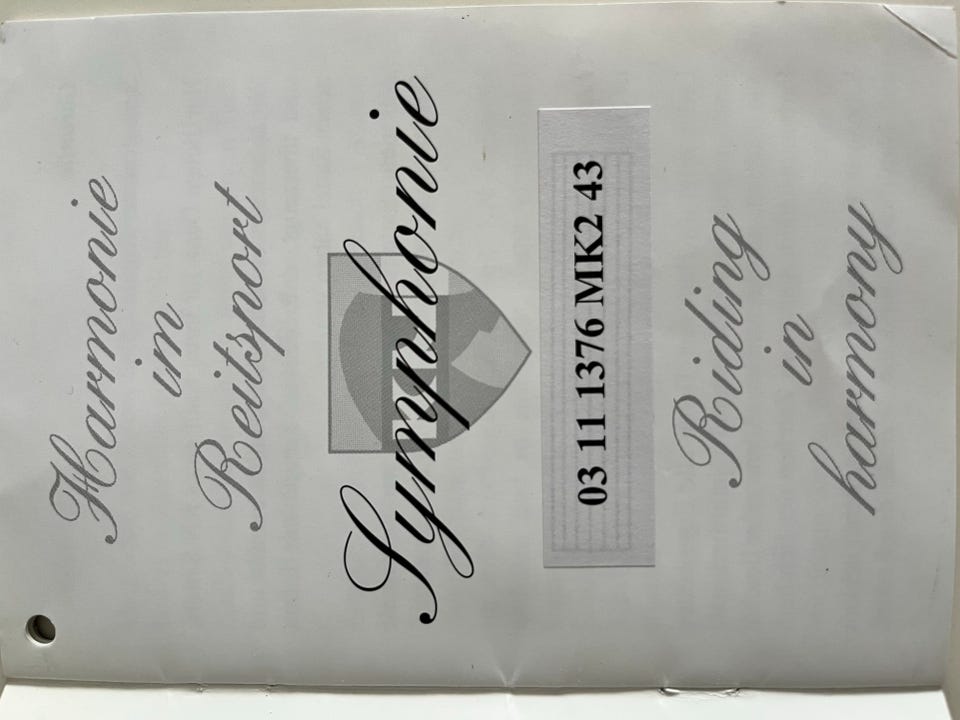 Harmonie
im
Reitsport
Symphonie
03 11 1376 MK2 43
Riding
in
harmony